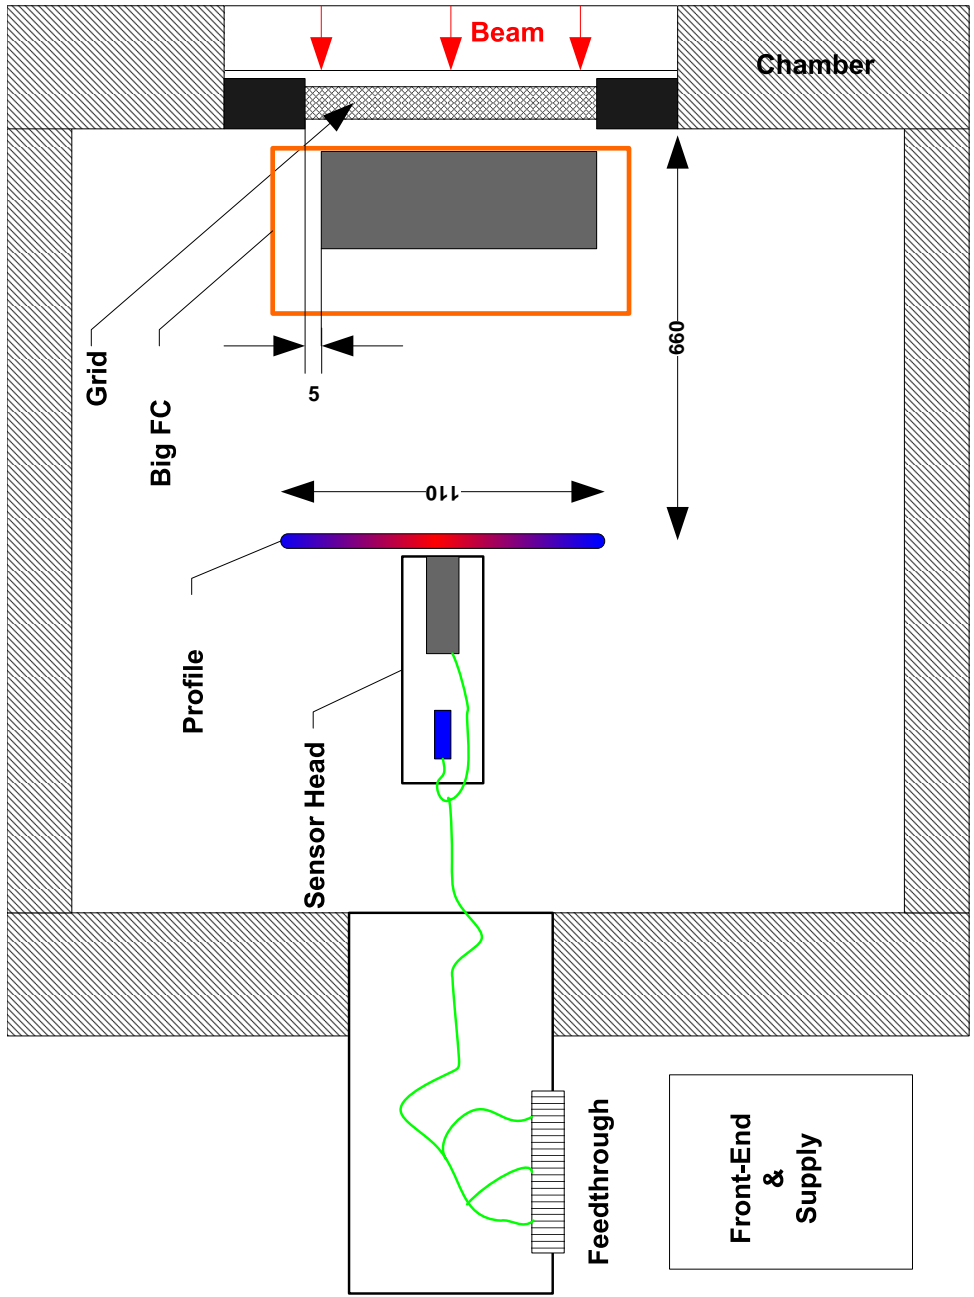 Beam
Chamber
Grid
Big FC
5
660
110
Profile
Sensor Head
Feedthrough
Front-End
&
Supply